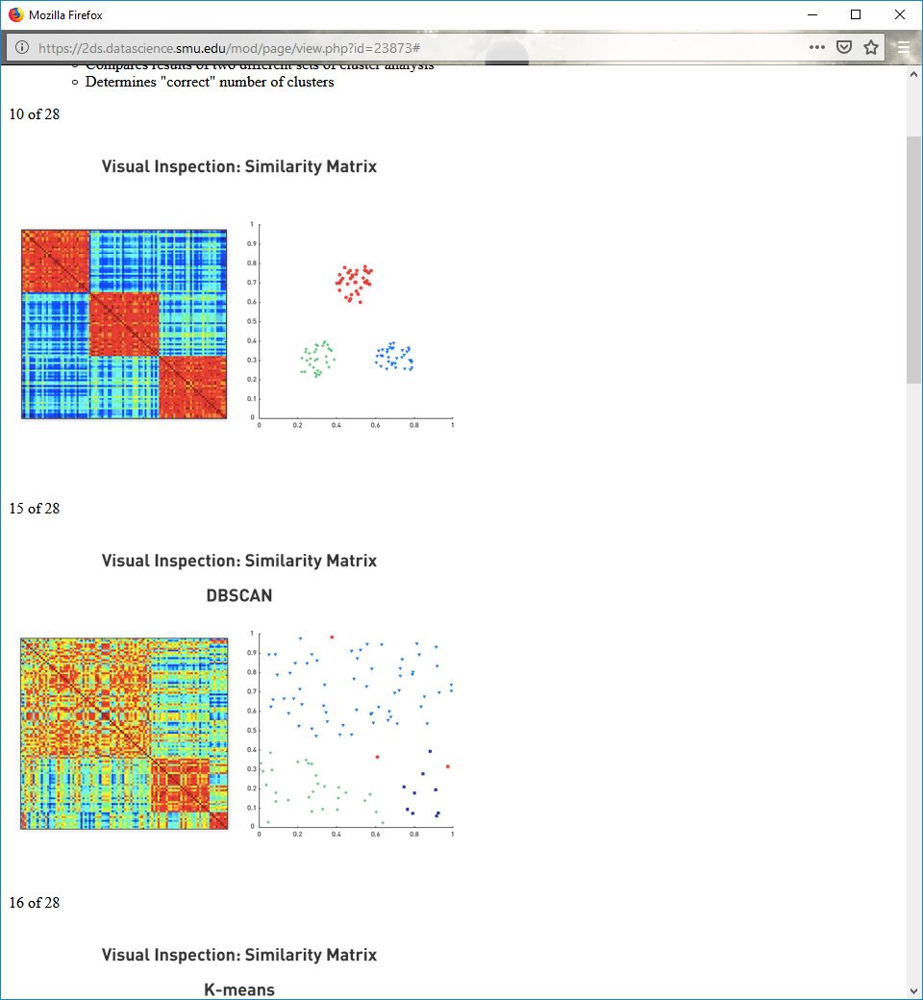 Mozilla Firefox
https://2ds.datascience.smu.edu/mod/page/view.php?id=23873#
Compares results of two different sets of cluster analysis
Determines "correct" number of clusters
10 of 28
Visual Inspection: Similarity Matrix
1
0.9
0.8
0.7
0.6
0.5
0.4
0.3
0.2
0.1
0
0 0.2 0.4 0.6 0.8 1
15 of 28
Visual Inspection: Similarity Matrix
DBSCAN
1
0.9
0.8
0.7
0.6
0.5
0.4
0.3
0.2
0.1
0
0 0.2 0.4 0.6 0.8 1
16 of 28
Visual Inspection: Similarity Matrix
K-means